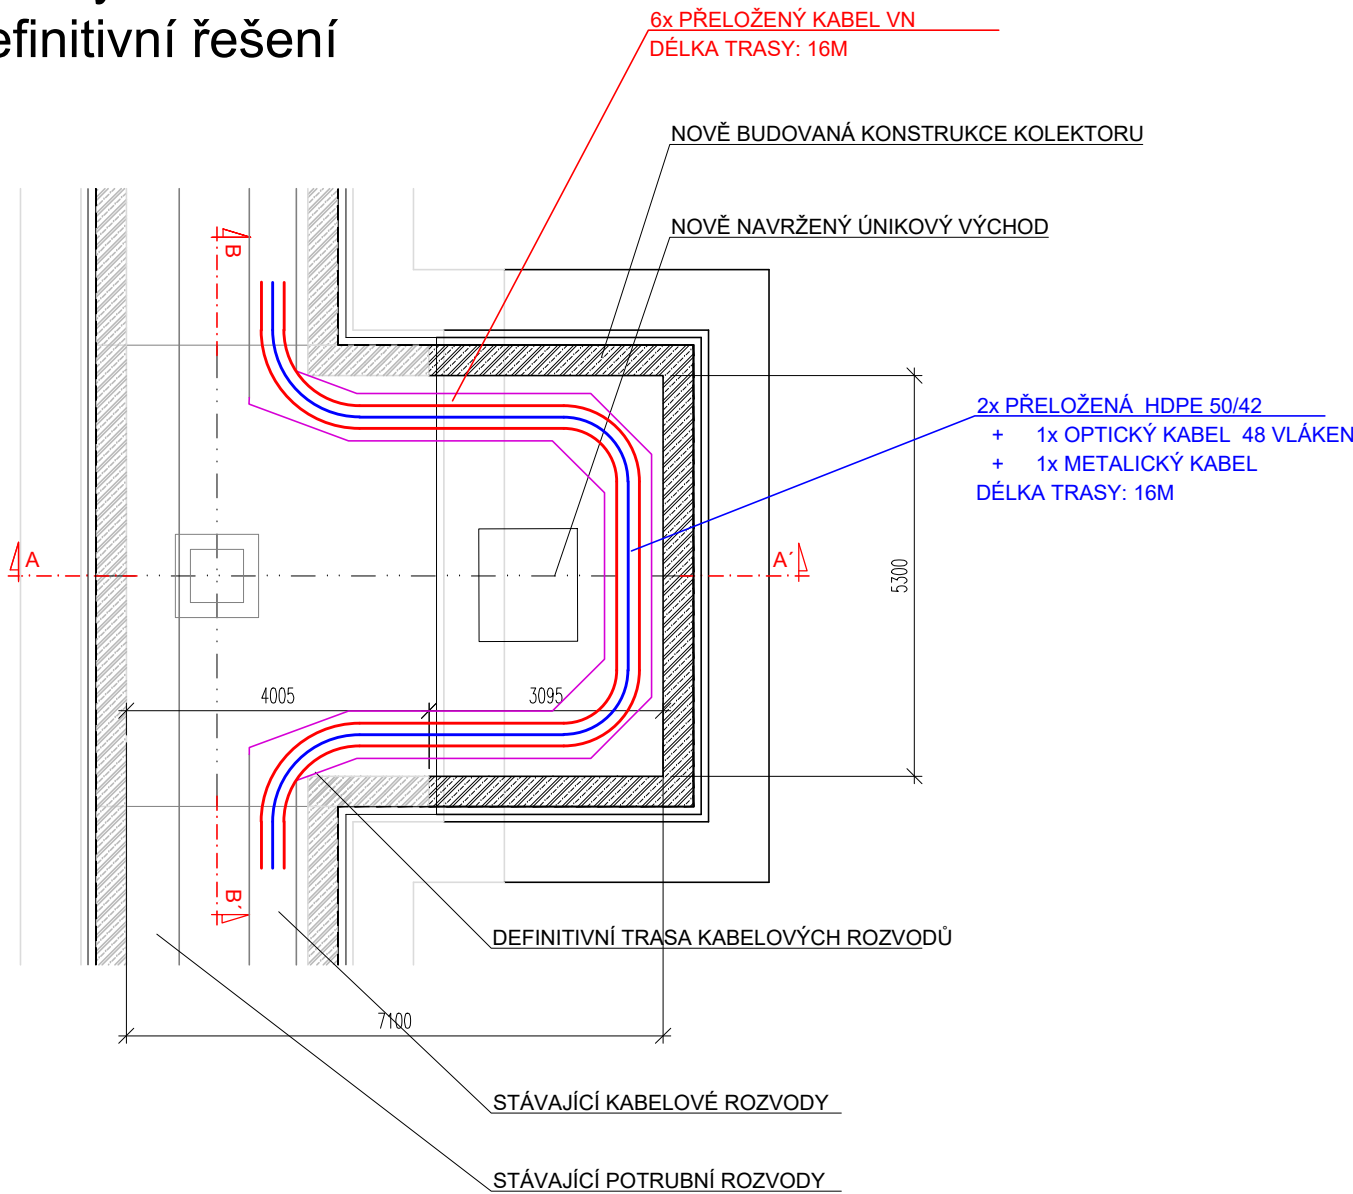 efinitivní řešení
6x PŘELOŽENÝ KABEL VN
DÉLKA TRASY: 16M
NOVĚ BUDOVANÁ KONSTRUKCE KOLEKTORU
NOVĚ NAVRŽENÝ ÚNIKOVÝ VÝCHOD
B
2x PŘELOŽENÁ HDPE 50/42
+ 1x OPTICKÝ KABEL 48 VLÁKEN
+ 1x METALICKÝ KABEL
DÉLKA TRASY: 16M
A
A´
5300
4005
3095
B´
DEFINITIVNÍ TRASA KABELOVÝCH ROZVODŮ
7100
STÁVAJÍCÍ KABELOVÉ ROZVODY
STÁVAJÍCÍ POTRUBNÍ ROZVODY